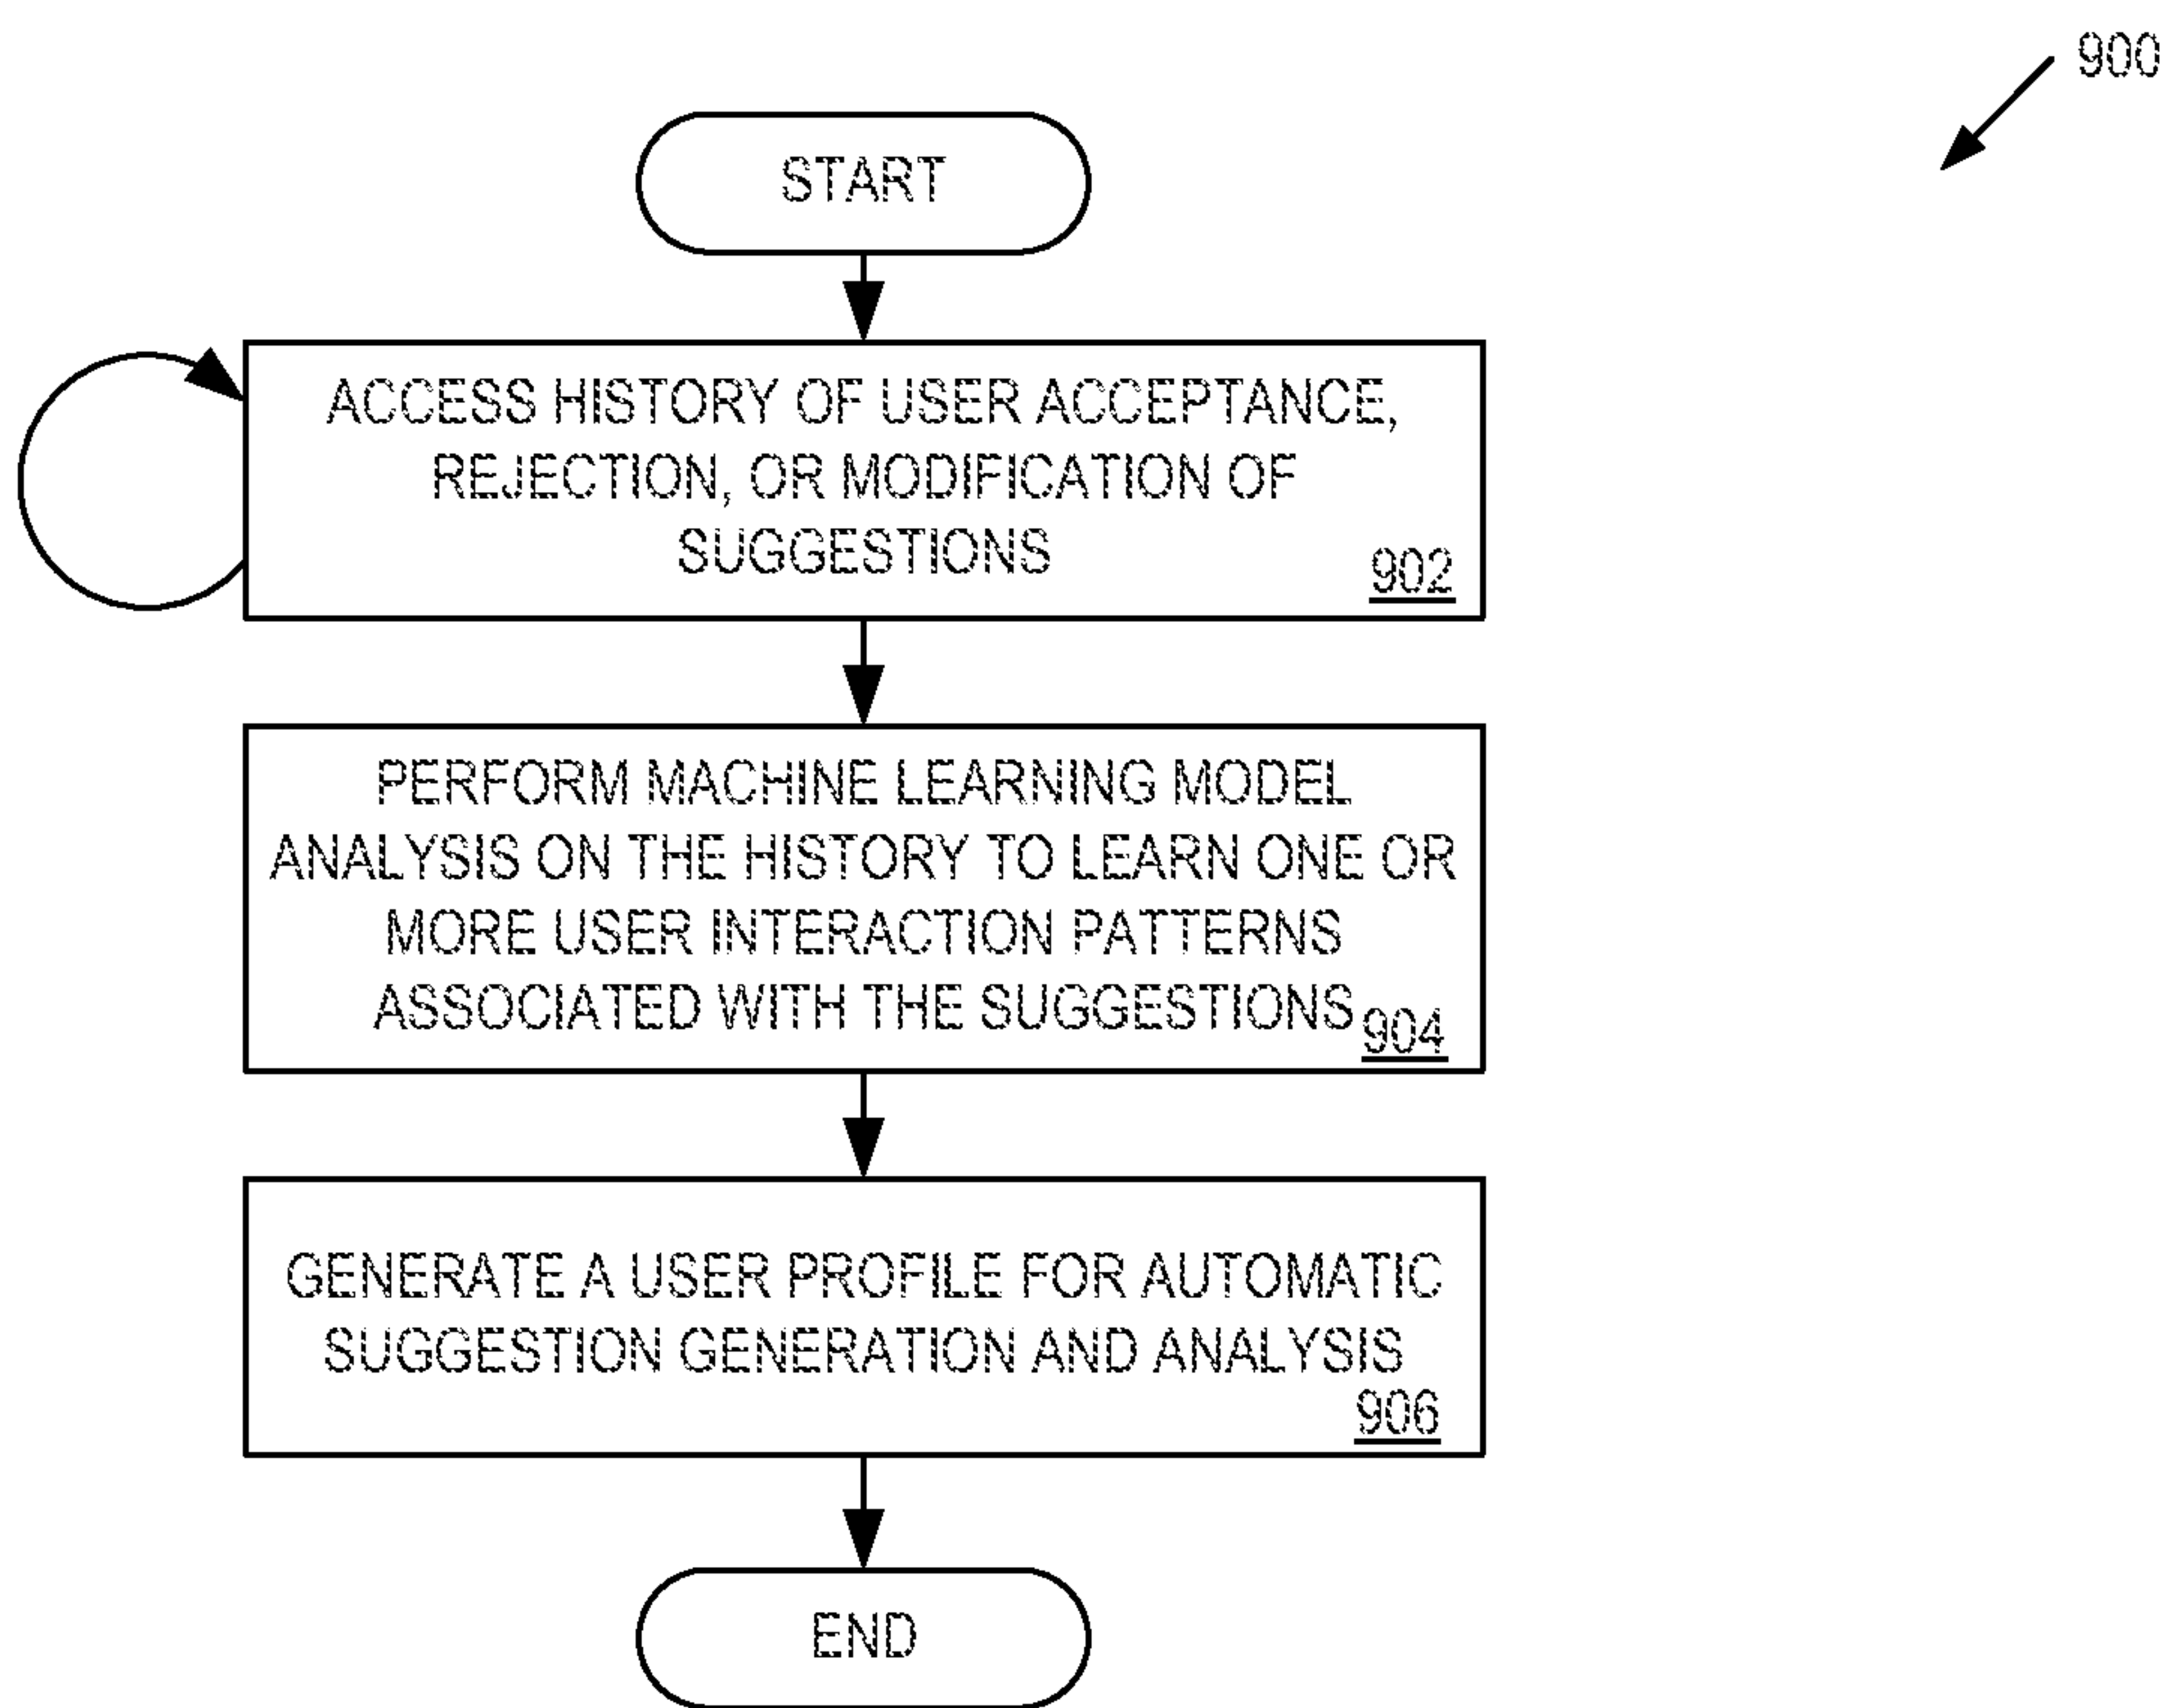 900
START
ACCESS HISTORY OF USER ACCEPTANCE,
REJECTION, OR MODIFICATION OF
SUGGESTIONS
902
PERFORM MACHINE LEARNING MODEL
ANALYSIS ON THE HISTORY TO LEARN ONE OR
MORE USER INTERACTION PATTERNS
ASSOCIATED WITH THE SUGGESTIONS
904
GENERATE A USER PROFILE FOR AUTOMATIC
SUGGESTION GENERATION AND ANALYSIS
906
END